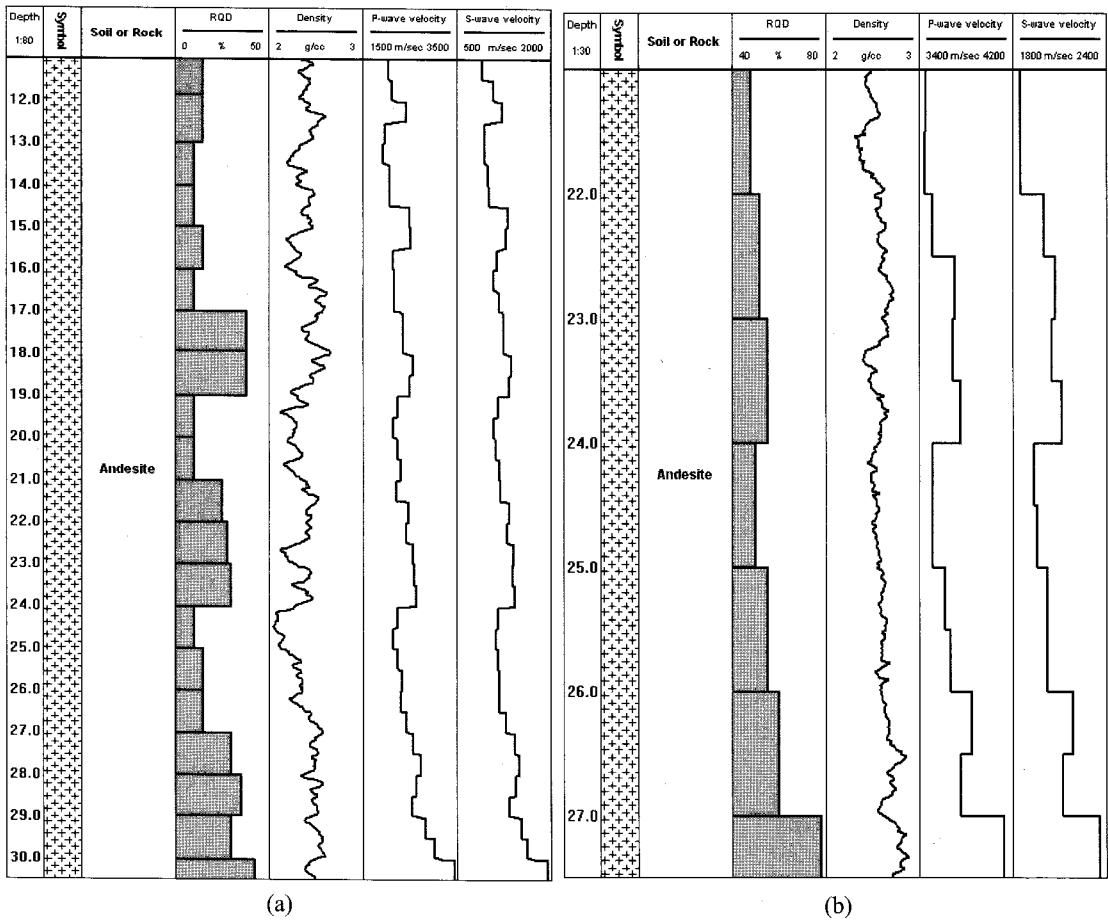 Depth
1:80
Symbol
Soil or Rock
RQD
0 % 50
Density
2 g/cc 3
P-wave velocity
1500 m/sec 3500
S-wave velocity
500 m/sec 2000
12.0
13.0
14.0
15.0
16.0
17.0
18.0
19.0
20.0
21.0
22.0
23.0
24.0
25.0
26.0
27.0
28.0
29.0
30.0
Andesite
(a)
Depth
1:30
Symbol
Soil or Rock
RQD
40 % 80
Density
2 g/cc 3
P-wave velocity
3400 m/sec 4200
S-wave velocity
1800 m/sec 2400
22.0
23.0
24.0
25.0
26.0
27.0
Andesite
(b)